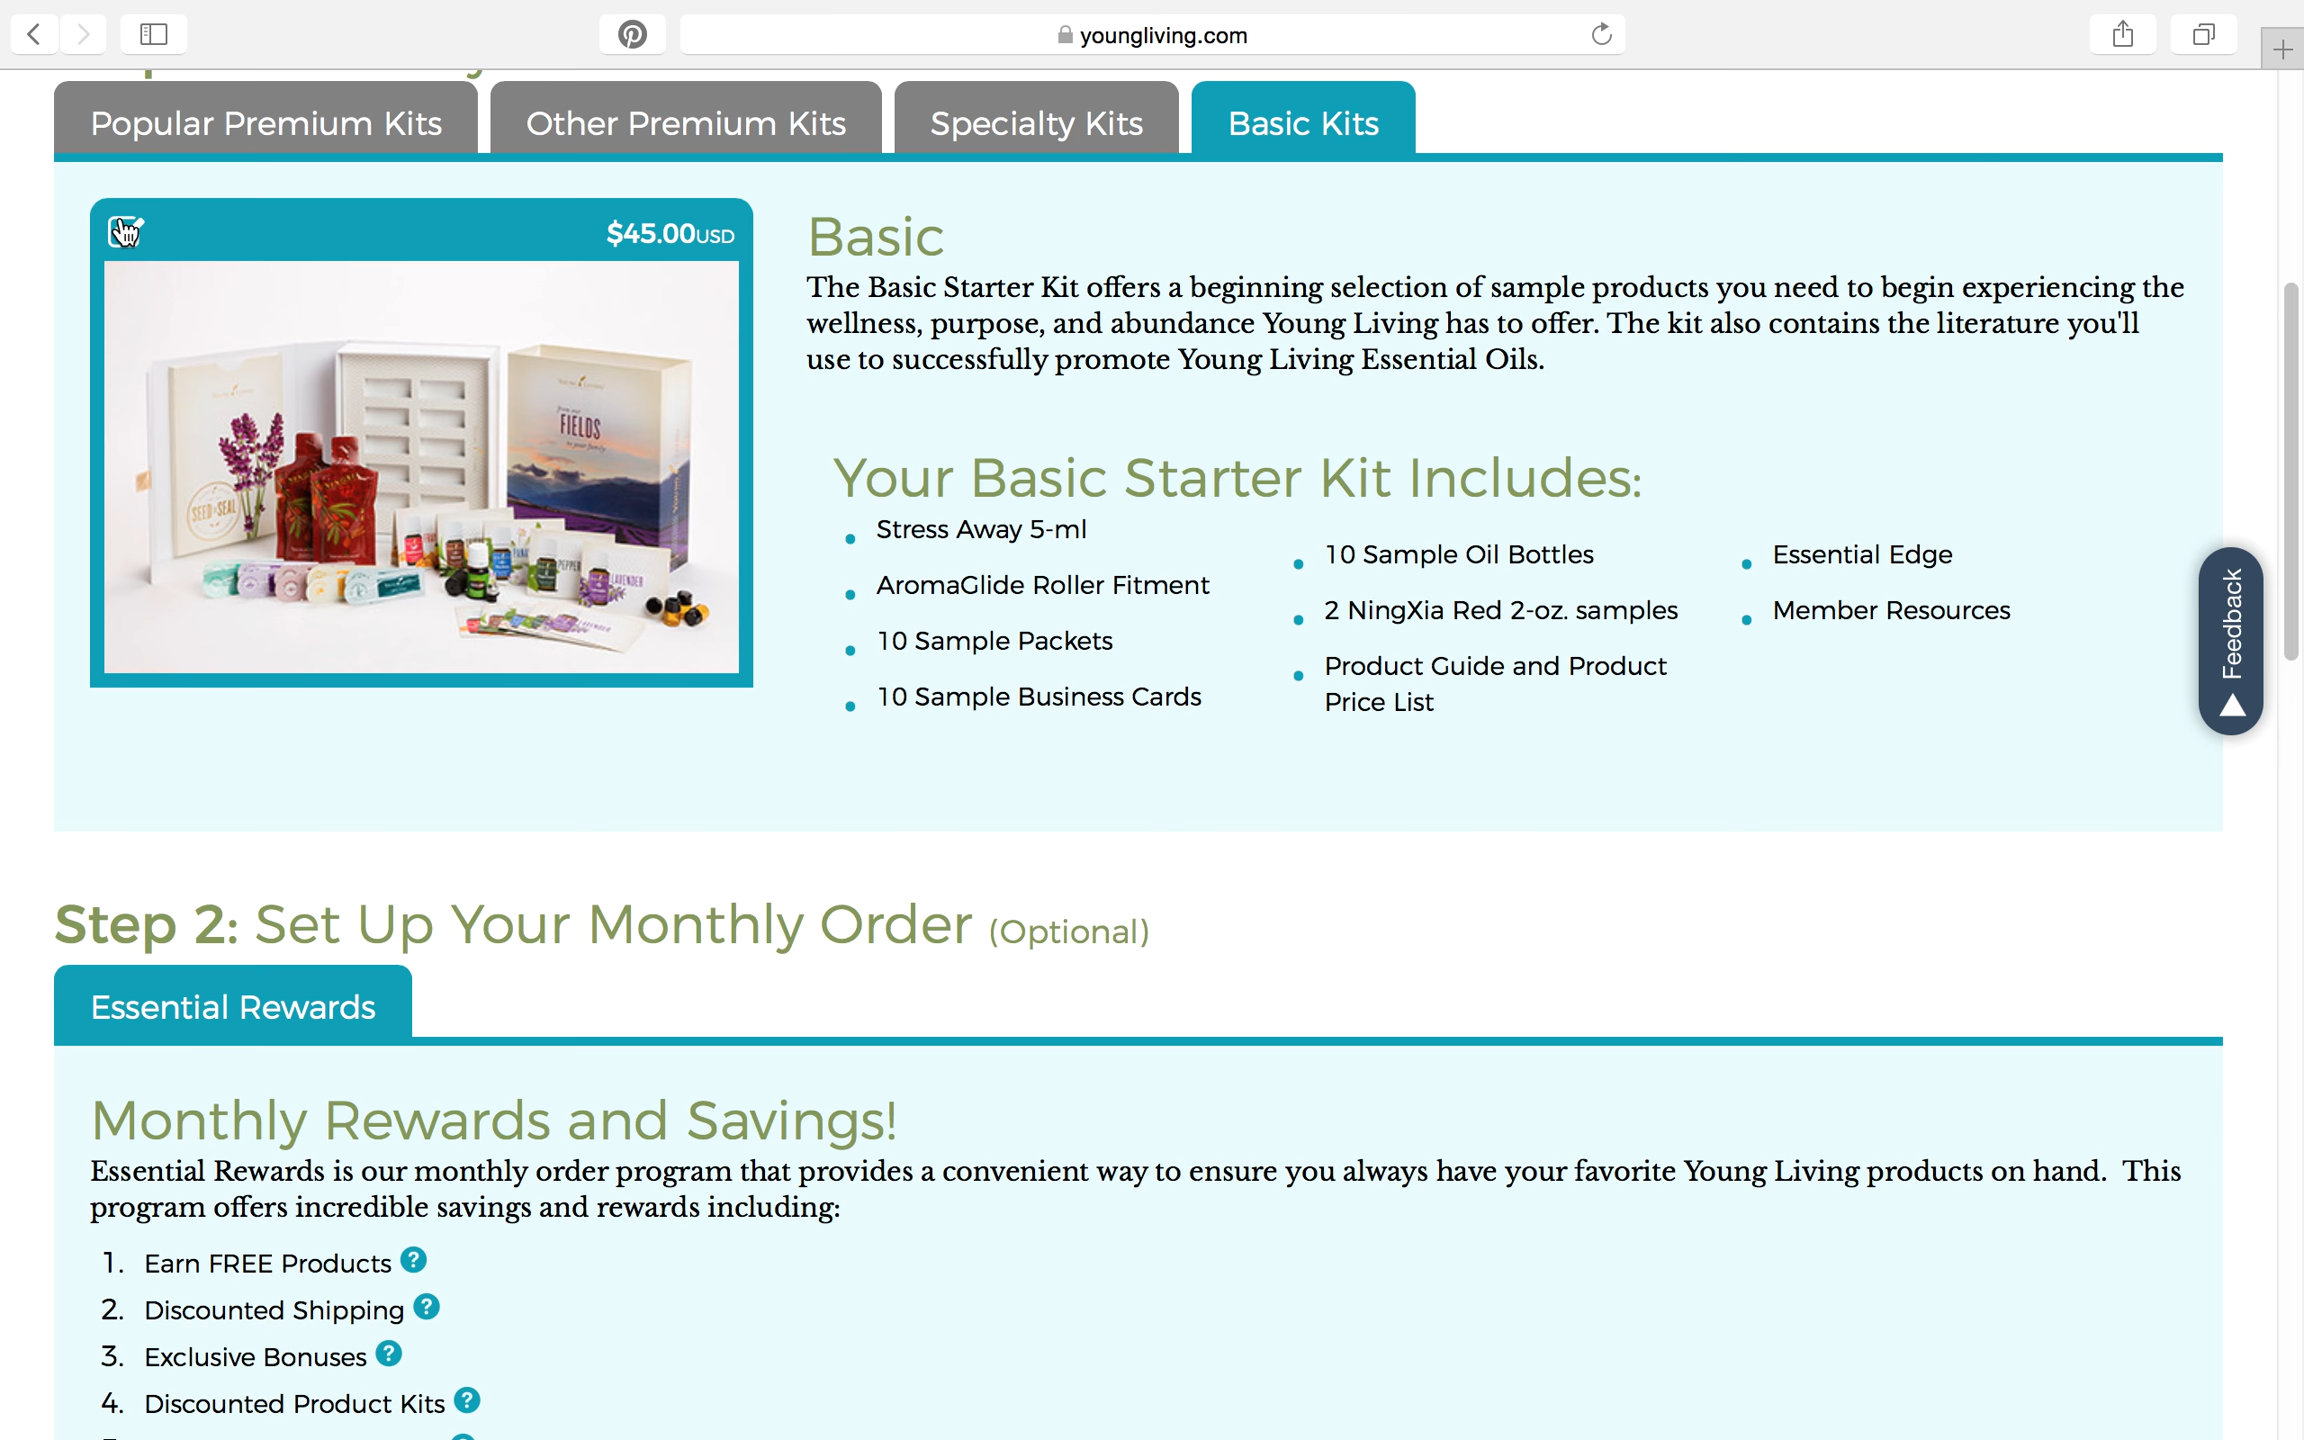 youngliving.com
Popular Premium Kits
Other Premium Kits
Specialty Kits
Basic Kits
$45.00USD
FIELDS
SEED SEAL
PEPPER
LAVENDER
Basic
The Basic Starter Kit offers a beginning selection of sample products you need to begin experiencing the
wellness, purpose, and abundance Young Living has to offer. The kit also contains the literature you'll
use to successfully promote Young Living Essential Oils.
Your Basic Starter Kit Includes:
Stress Away 5-ml
AromaGlide Roller Fitment
10 Sample Packets
10 Sample Business Cards
10 Sample Oil Bottles
2 NingXia Red 2-oz. samples
Product Guide and Product
Price List
Essential Edge
Member Resources
Feedback
Step 2: Set Up Your Monthly Order (Optional)
Essential Rewards
Monthly Rewards and Savings!
Essential Rewards is our monthly order program that provides a convenient way to ensure you always have your favorite Young Living products on hand. This
program offers incredible savings and rewards including:
1. Earn FREE Products ?
2. Discounted Shipping ?
3. Exclusive Bonuses ?
4. Discounted Product Kits ?